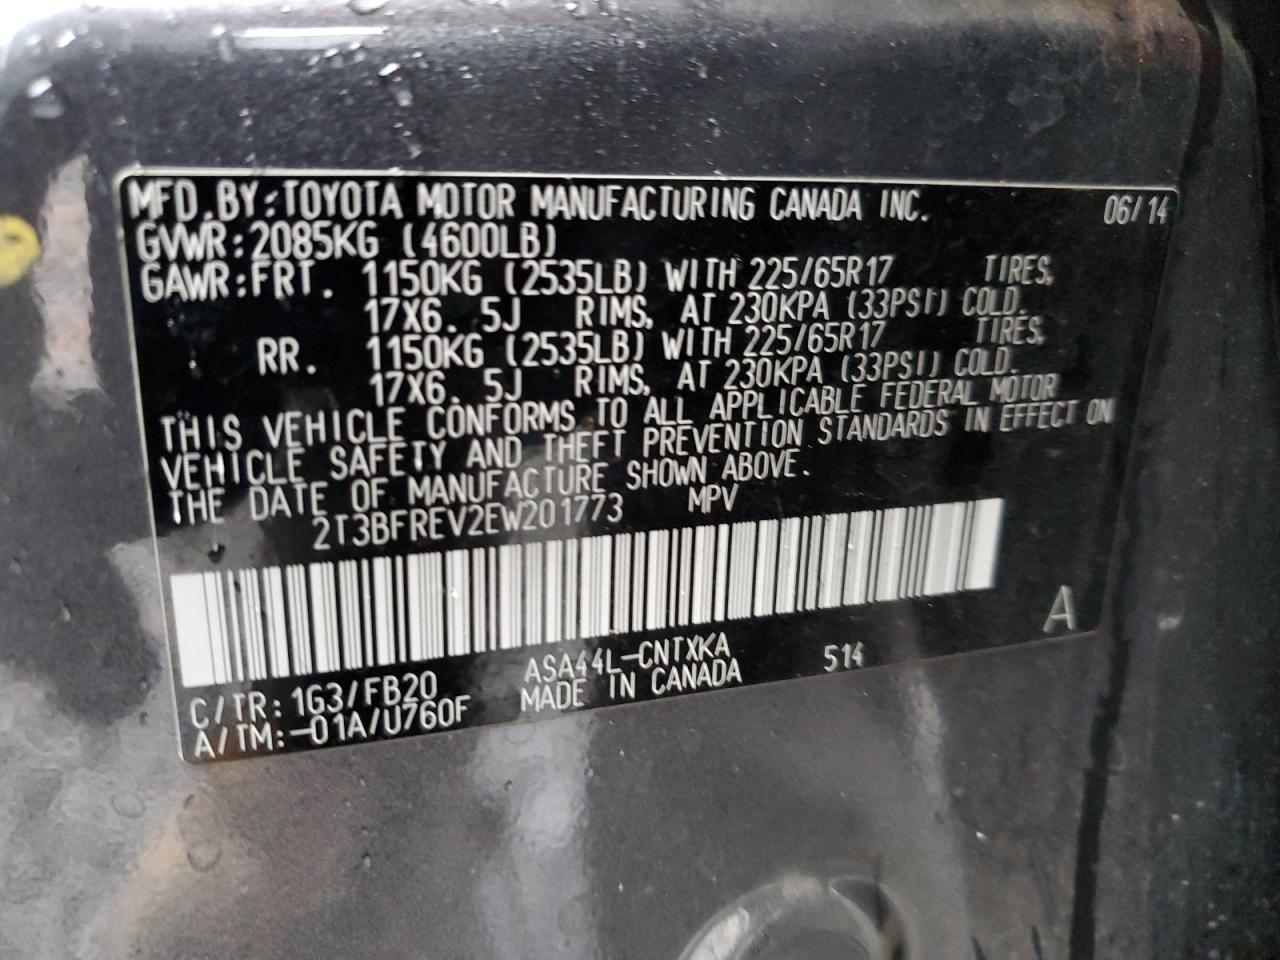 MFD. BY: TOYOTA MOTOR MANUFACTURING CANADA INC. 06/14
GVWR: 2085KG (4600LB)
GAWR: FRT. 1150KG (2535LB) WITH 225/65R17 TIRES,
17X6. 5J RIMS, AT 230KPA (33PSI) COLD.
RR. 1150KG (2535LB) WITH 225/65R17 TIRES,
17X6. 5J RIMS, AT 230KPA (33PSI) COLD.
THIS VEHICLE CONFORMS TO ALL APPLICABLE FEDERAL MOTOR
VEHICLE SAFETY AND THEFT PREVENTION STANDARDS IN EFFECT ON
THE DATE OF MANUFACTURE SHOWN ABOVE.
2T3BFREV2EW201773 MPV
A
C/TR: 1G3/FB20 ASA44L-CNTXKA 514
A/TM: -01A/U760F MADE IN CANADA